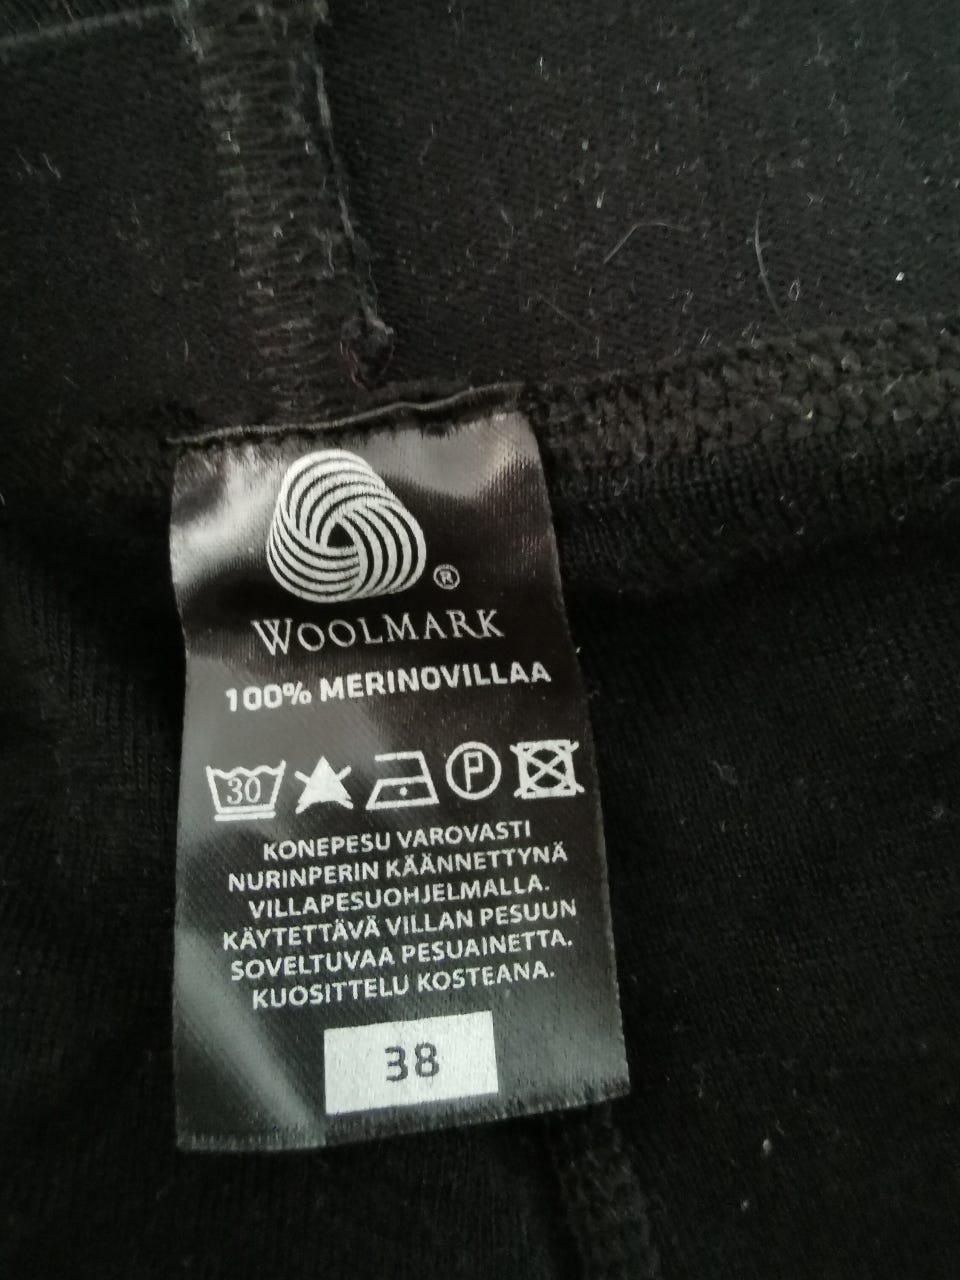 ®
WOOLMARK
100% MERINOVILLAA
30 P
KONEPESU VAROVASTI
NURINPERIN KÄÄNNETTYNÄ
VILLAPESUOHJELMALLA.
KÄYTETTÄVÄ VILLAN PESUUN
SOVELTUVAA PESUAINETTA.
KUOSITTELU KOSTEANA.
38